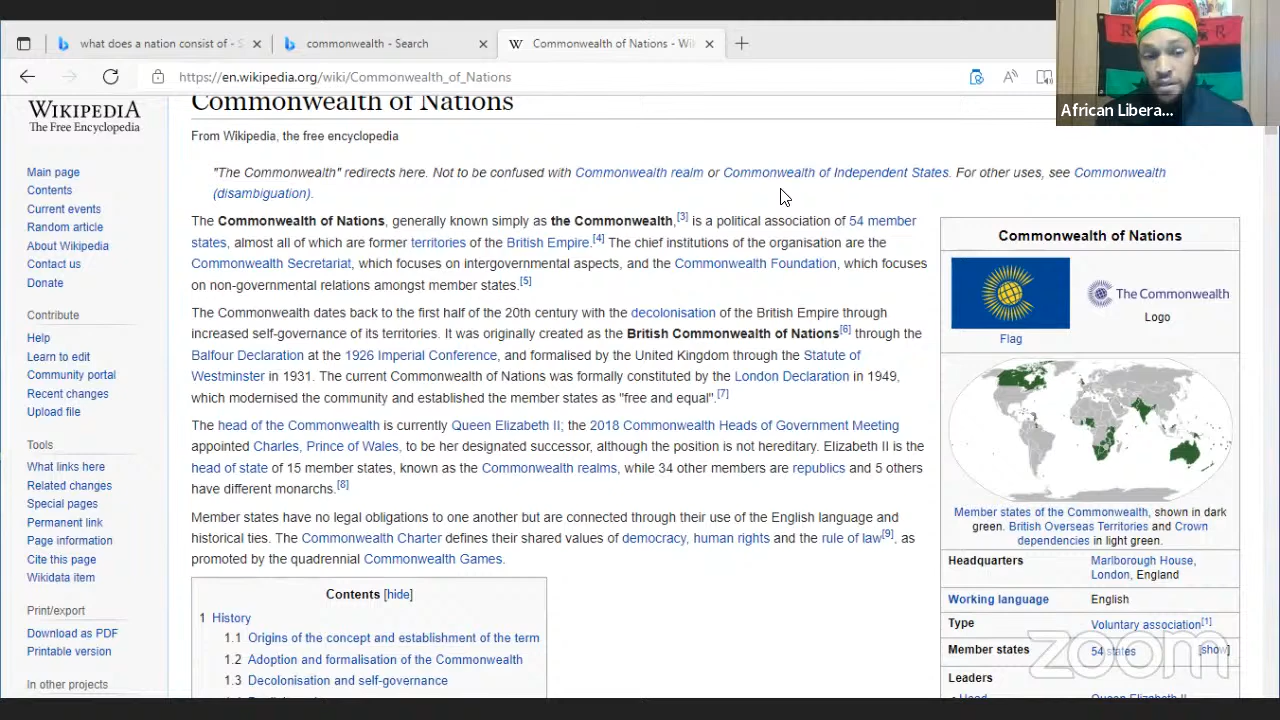 what does a nation consist of - S
commonwealth - Search
Commonwealth of Nations - Wi
https://en.wikipedia.org/wiki/Commonwealth_of_Nations
African Libera...
WIKIPEDIA
The Free Encyclopedia
Main page
Contents
Current events
Random article
About Wikipedia
Contact us
Donate
Contribute
Help
Learn to edit
Community portal
Recent changes
Upload file
Tools
What links here
Related changes
Special pages
Permanent link
Page information
Cite this page
Wikidata item
Print/export
Download as PDF
Printable version
In other projects
Commonwealth of Nations
From Wikipedia, the free encyclopedia
"The Commonwealth" redirects here. Not to be confused with Commonwealth realm or Commonwealth of Independent States. For other uses, see Commonwealth
(disambiguation).
The Commonwealth of Nations, generally known simply as the Commonwealth,[3] is a political association of 54 member
states, almost all of which are former territories of the British Empire.[4] The chief institutions of the organisation are the
Commonwealth Secretariat, which focuses on intergovernmental aspects, and the Commonwealth Foundation, which focuses
on non-governmental relations amongst member states.[5]
The Commonwealth dates back to the first half of the 20th century with the decolonisation of the British Empire through
increased self-governance of its territories. It was originally created as the British Commonwealth of Nations[6] through the
Balfour Declaration at the 1926 Imperial Conference, and formalised by the United Kingdom through the Statute of
Westminster in 1931. The current Commonwealth of Nations was formally constituted by the London Declaration in 1949,
which modernised the community and established the member states as "free and equal".[7]
The head of the Commonwealth is currently Queen Elizabeth II; the 2018 Commonwealth Heads of Government Meeting
appointed Charles, Prince of Wales, to be her designated successor, although the position is not hereditary. Elizabeth II is the
head of state of 15 member states, known as the Commonwealth realms, while 34 other members are republics and 5 others
have different monarchs.[8]
Member states have no legal obligations to one another but are connected through their use of the English language and
historical ties. The Commonwealth Charter defines their shared values of democracy, human rights and the rule of law[9], as
promoted by the quadrennial Commonwealth Games.
Contents [hide]
1 History
1.1 Origins of the concept and establishment of the term
1.2 Adoption and formalisation of the Commonwealth
1.3 Decolonisation and self-governance
Commonwealth of Nations
The Commonwealth
Flag
Logo
Member states of the Commonwealth, shown in dark
green. British Overseas Territories and Crown
dependencies in light green.
Headquarters Marlborough House,
London, England
Working language English
Type Voluntary association[1]
Member states 54 states [show]
Leaders
• Head Queen Elizabeth II
zoom